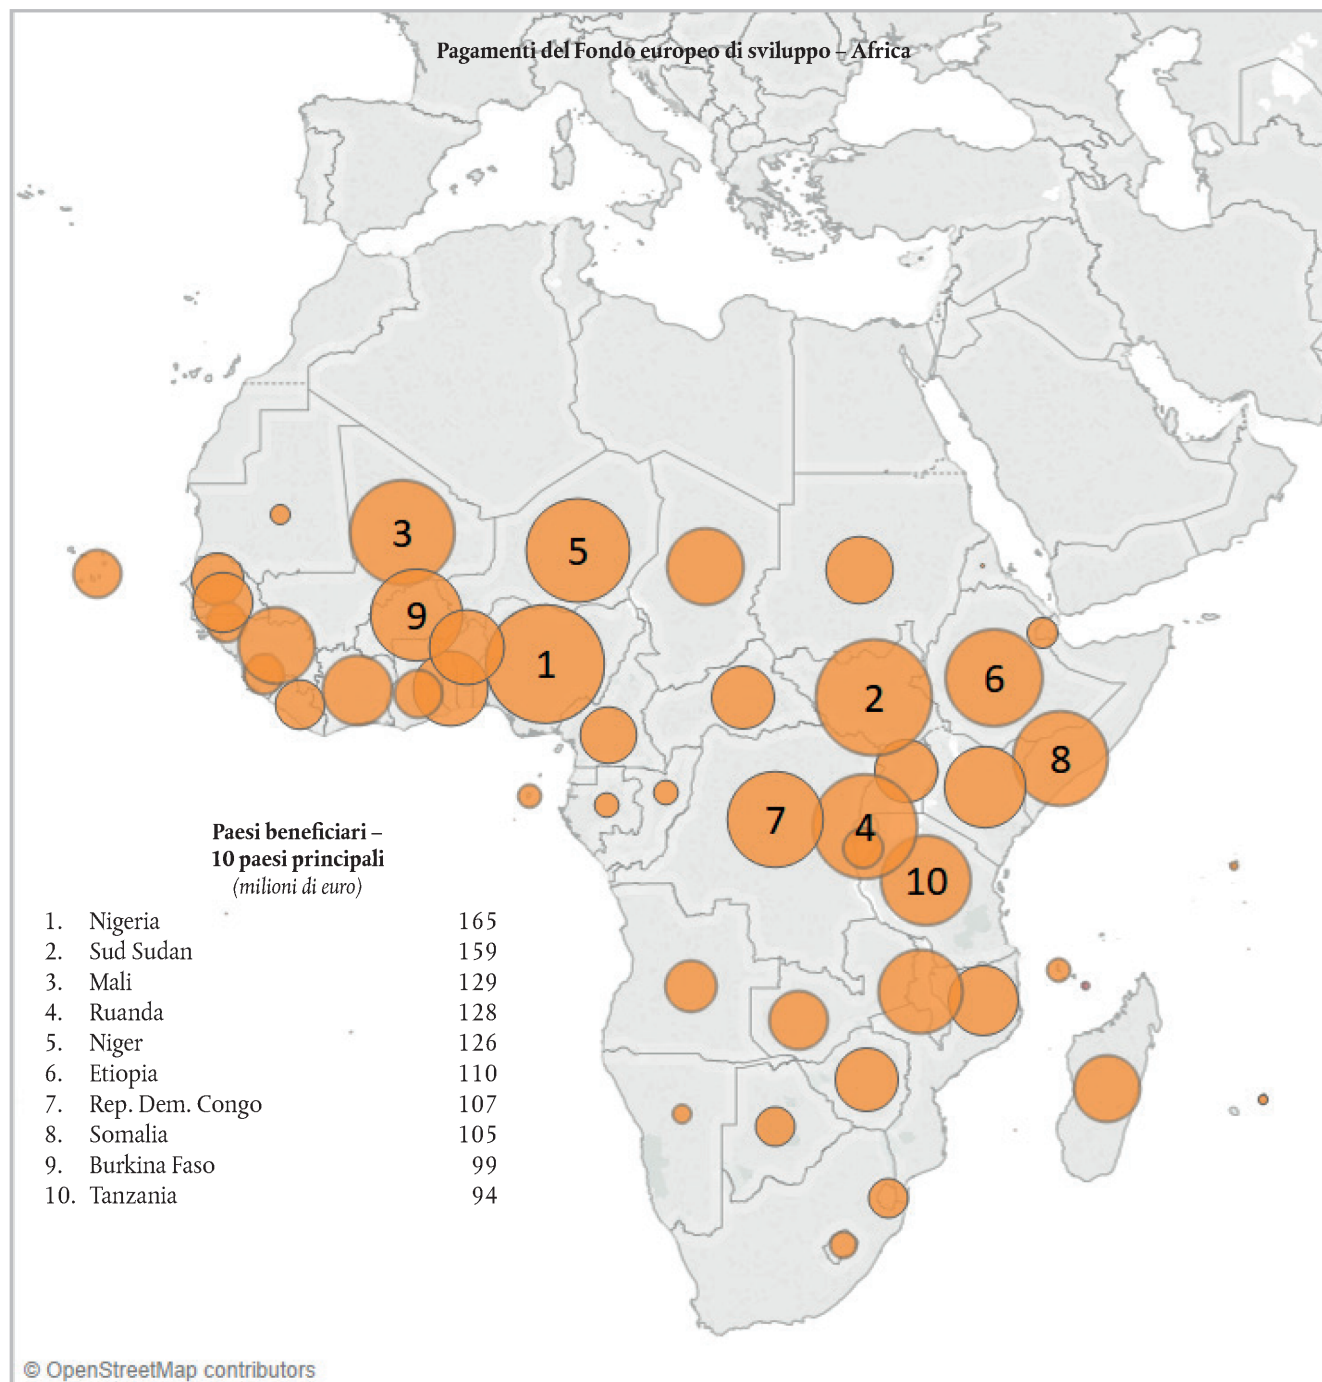 Pagamenti del Fondo europeo di sviluppo – Africa
3
5
9
1
2
6
8
7
4
10
Paesi beneficiari –
10 paesi principali
(milioni di euro)
1. Nigeria 165
2. Sud Sudan 159
3. Mali 129
4. Ruanda 128
5. Niger 126
6. Etiopia 110
7. Rep. Dem. Congo 107
8. Somalia 105
9. Burkina Faso 99
10. Tanzania 94
© OpenStreetMap contributors